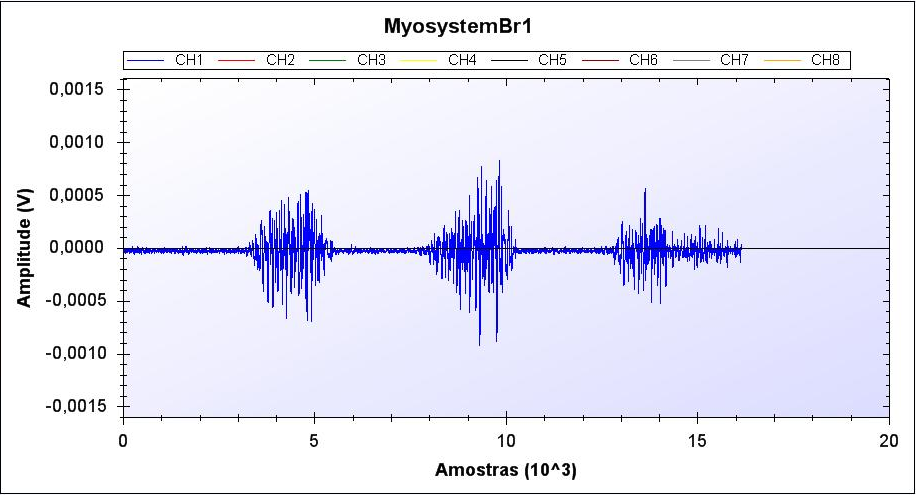 MyosystemBr1
CH1 CH2 CH3 CH4 CH5 CH6 CH7 CH8
0,0015
0,0010
0,0005
0,0000
-0,0005
-0,0010
-0,0015
Amplitude (V)
0 5 10 15 20
Amostras (10^3)